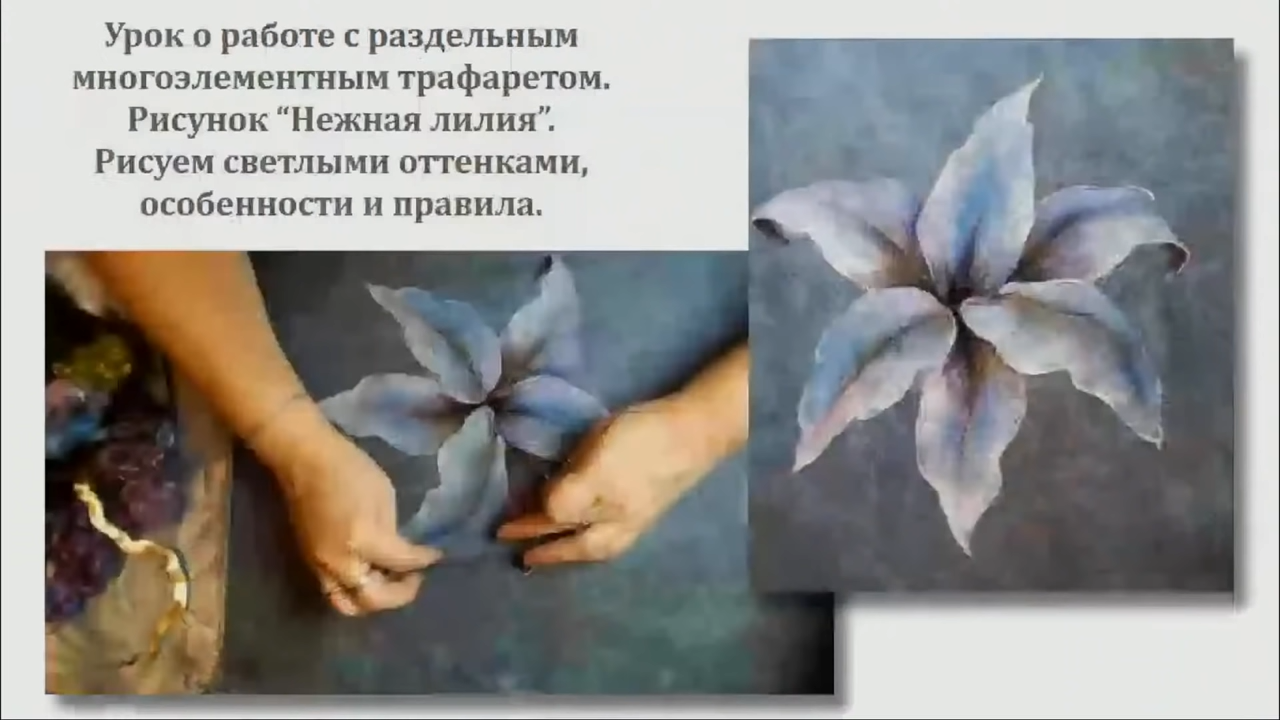 Урок о работе с раздельным
многоэлементным трафаретом.
Рисунок “Нежная лилия”.
Рисуем светлыми оттенками,
особенности и правила.